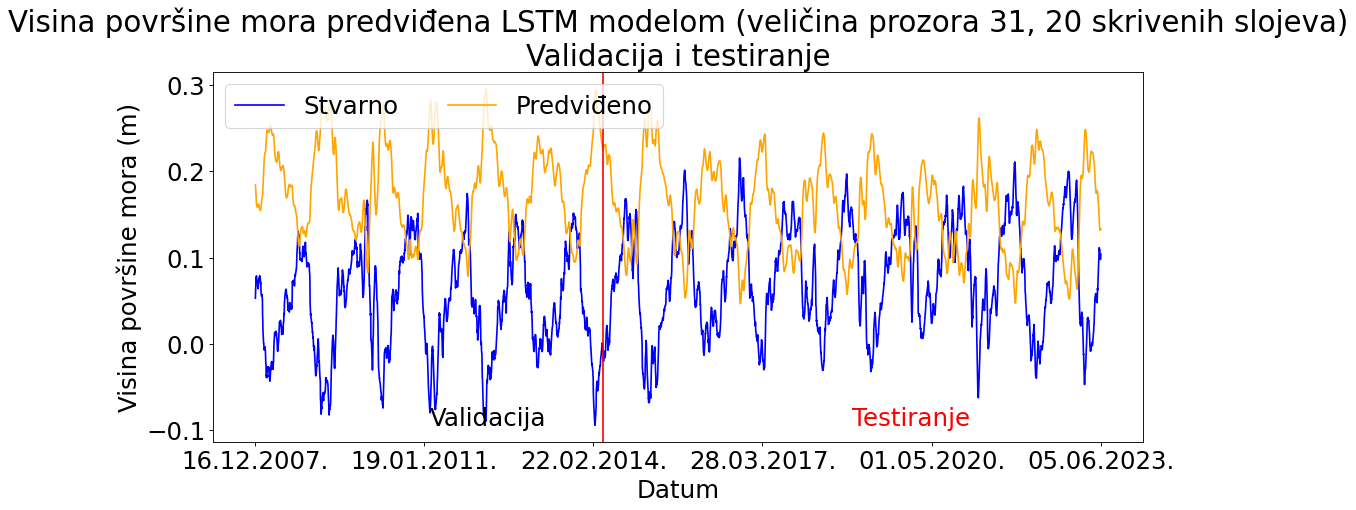 Visina površine mora predviđena LSTM modelom (veličina prozora 31, 20 skrivenih slojeva)
Validacija i testiranje
Stvarno
Predviđeno
Visina površine mora (m)
0.3
0.2
0.1
0.0
−0.1
Validacija
Testiranje
16.12.2007.
19.01.2011.
22.02.2014.
28.03.2017.
01.05.2020.
05.06.2023.
Datum